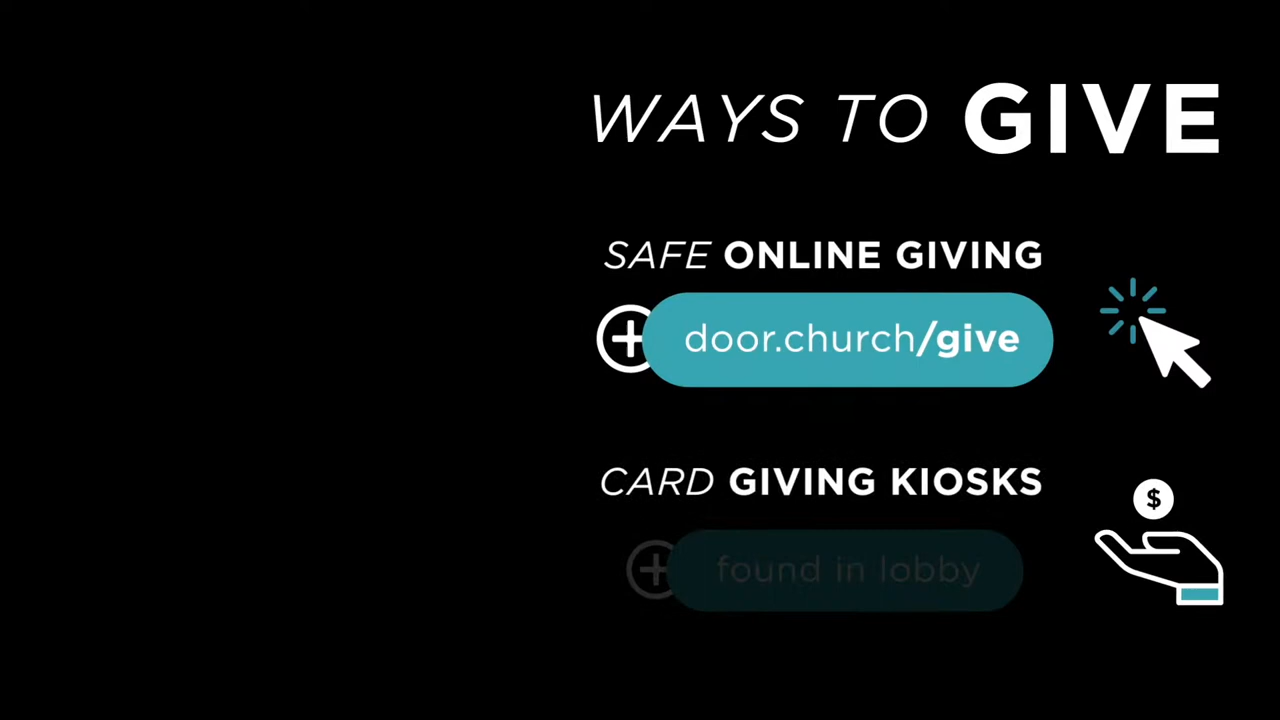 WAYS TO GIVE
SAFE ONLINE GIVING
door.church/give
CARD GIVING KIOSKS
$
found in lobby